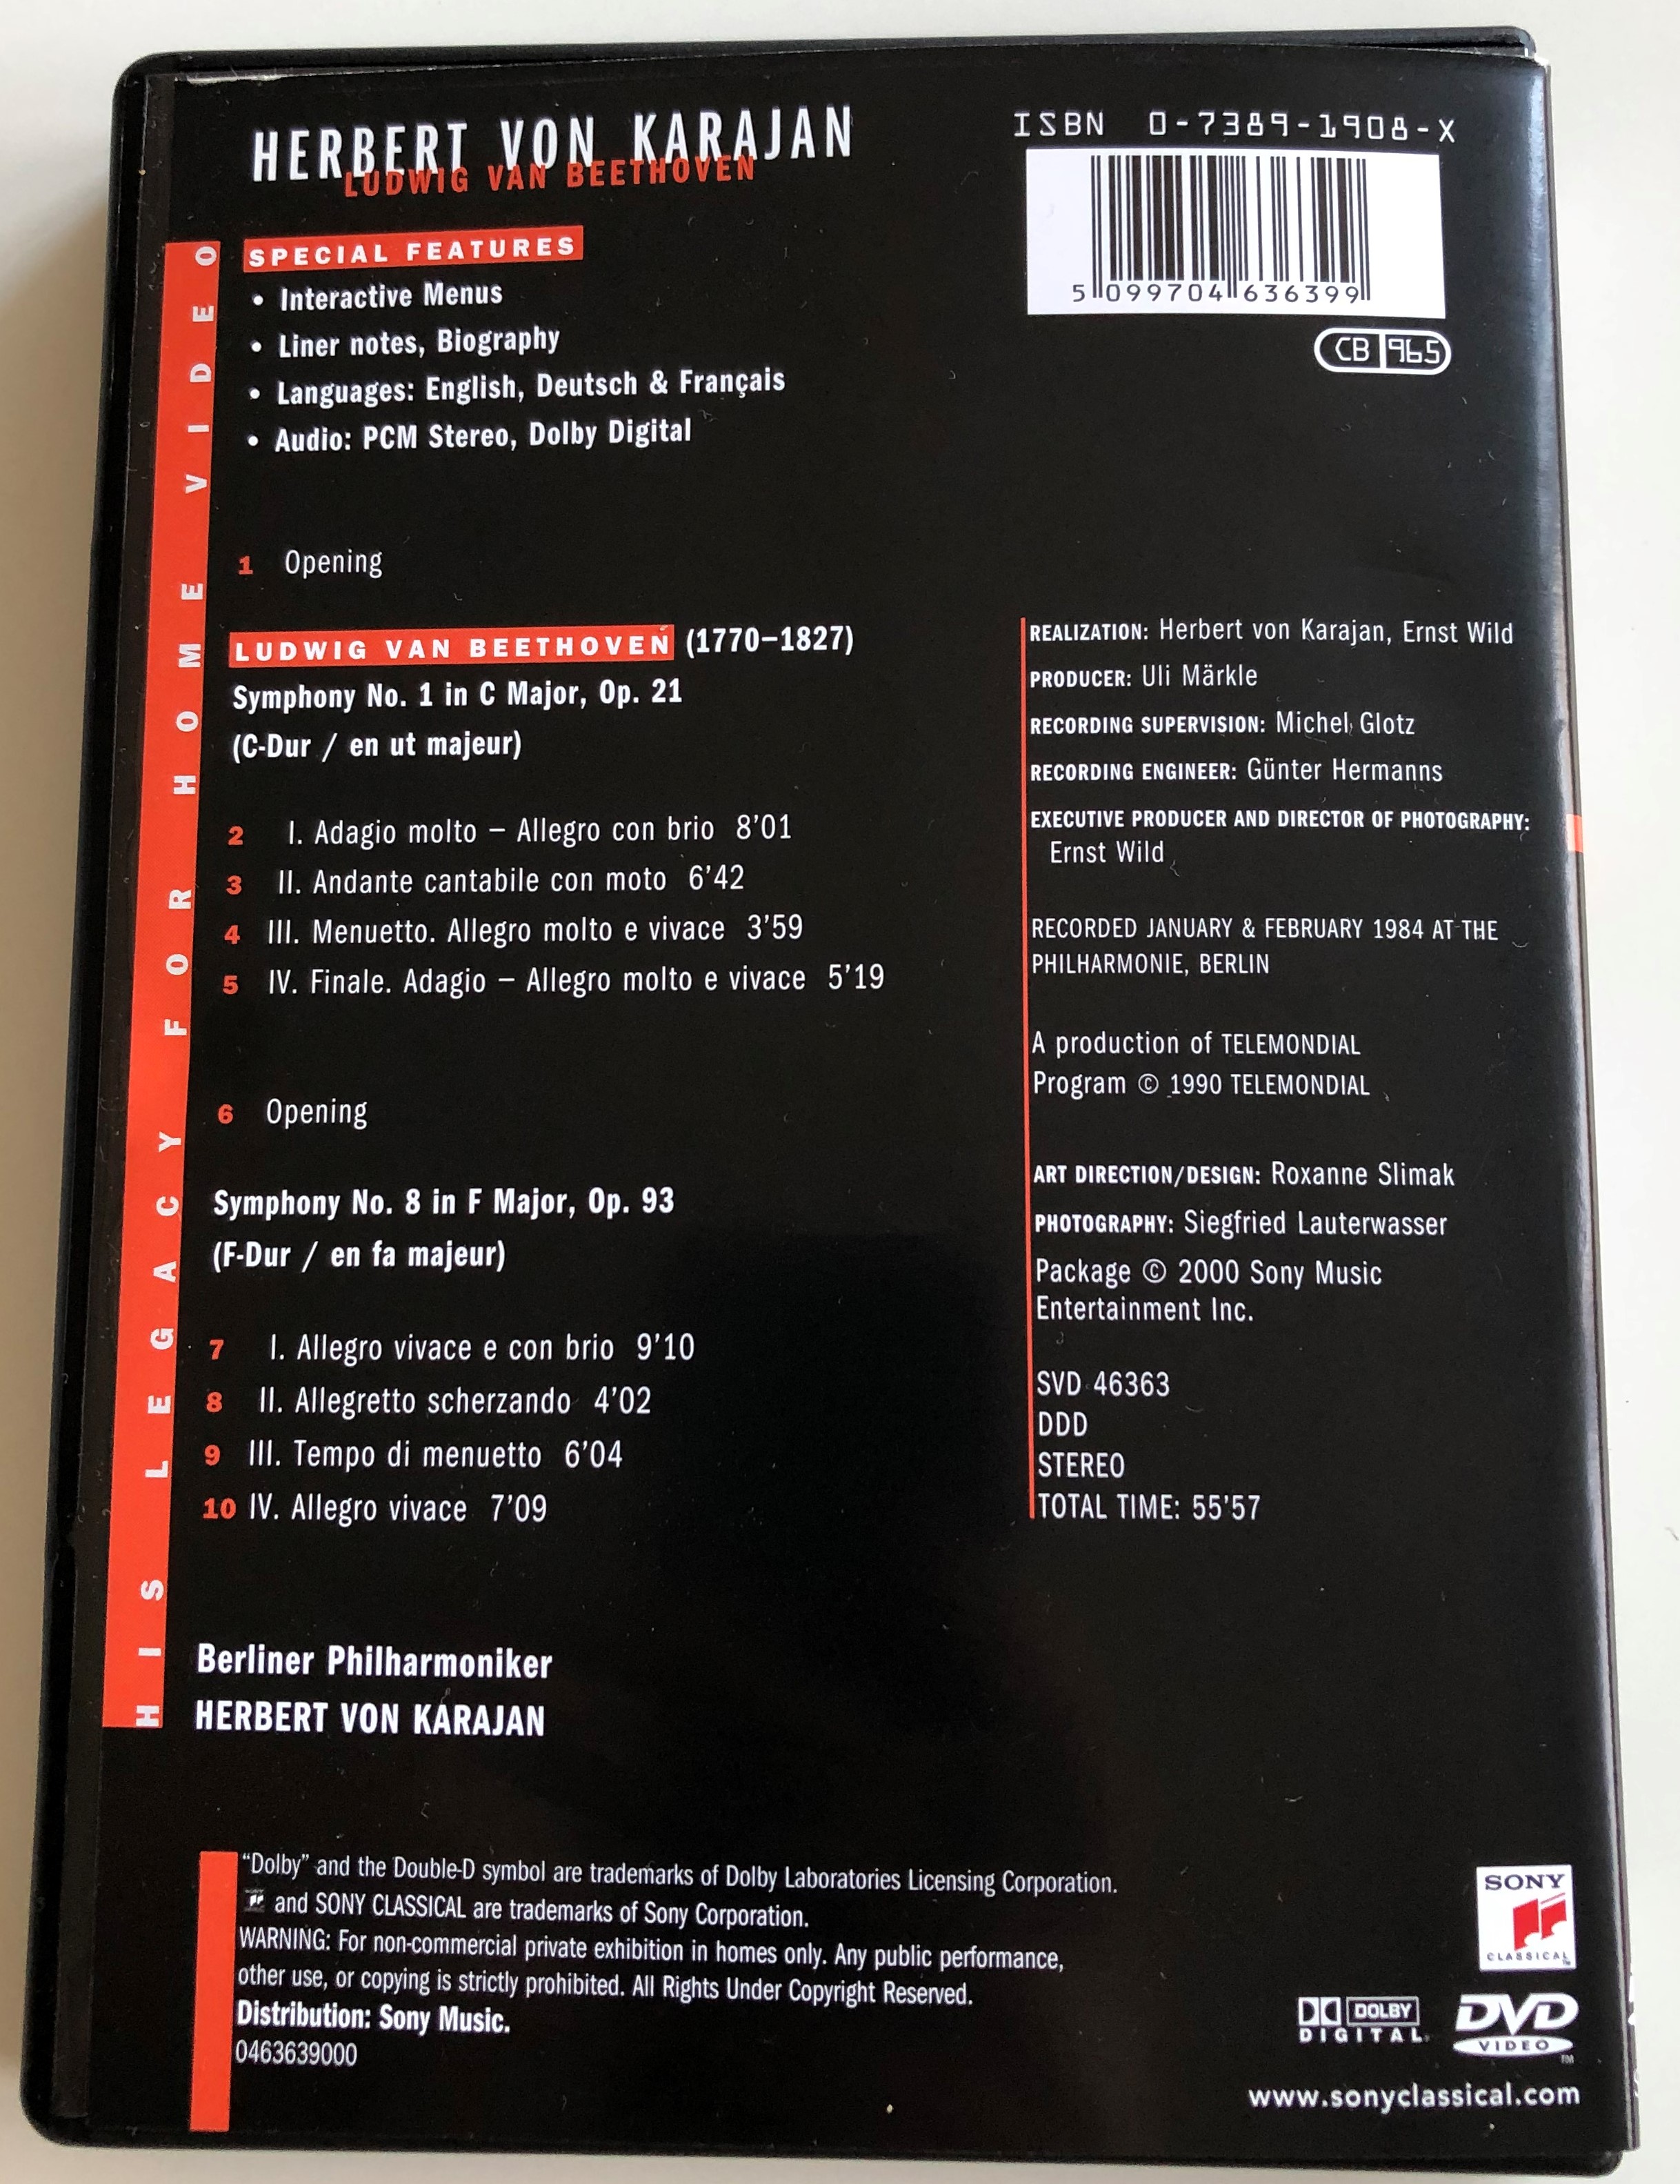 HERBERT VON KARAJAN
LUDWIG VAN BEETHOVEN
ISBN 0-7389-1908-X
5 099704 636399
CB 965
HIS LEGACY FOR HOME VIDEO
SPECIAL FEATURES
• Interactive Menus
• Liner notes, Biography
• Languages: English, Deutsch & Français
• Audio: PCM Stereo, Dolby Digital
1 Opening
LUDWIG VAN BEETHOVEN (1770–1827)
Symphony No. 1 in C Major, Op. 21
(C-Dur / en ut majeur)
2 I. Adagio molto – Allegro con brio 8'01
3 II. Andante cantabile con moto 6'42
4 III. Menuetto. Allegro molto e vivace 3'59
5 IV. Finale. Adagio – Allegro molto e vivace 5'19
6 Opening
Symphony No. 8 in F Major, Op. 93
(F-Dur / en fa majeur)
7 I. Allegro vivace e con brio 9'10
8 II. Allegretto scherzando 4'02
9 III. Tempo di menuetto 6'04
10 IV. Allegro vivace 7'09
Berliner Philharmoniker
HERBERT VON KARAJAN
REALIZATION: Herbert von Karajan, Ernst Wild
PRODUCER: Uli Märkle
RECORDING SUPERVISION: Michel Glotz
RECORDING ENGINEER: Günter Hermanns
EXECUTIVE PRODUCER AND DIRECTOR OF PHOTOGRAPHY:
Ernst Wild
RECORDED JANUARY & FEBRUARY 1984 AT THE
PHILHARMONIE, BERLIN
A production of TELEMONDIAL
Program © 1990 TELEMONDIAL
ART DIRECTION/DESIGN: Roxanne Slimak
PHOTOGRAPHY: Siegfried Lauterwasser
Package © 2000 Sony Music
Entertainment Inc.
SVD 46363
DDD
STEREO
TOTAL TIME: 55'57
"Dolby" and the Double-D symbol are trademarks of Dolby Laboratories Licensing Corporation.
and SONY CLASSICAL are trademarks of Sony Corporation.
WARNING: For non-commercial private exhibition in homes only. Any public performance,
other use, or copying is strictly prohibited. All Rights Under Copyright Reserved.
Distribution: Sony Music.
0463639000
SONY
CLASSICAL
DOLBY
DIGITAL
DVD
VIDEO
TM
www.sonyclassical.com